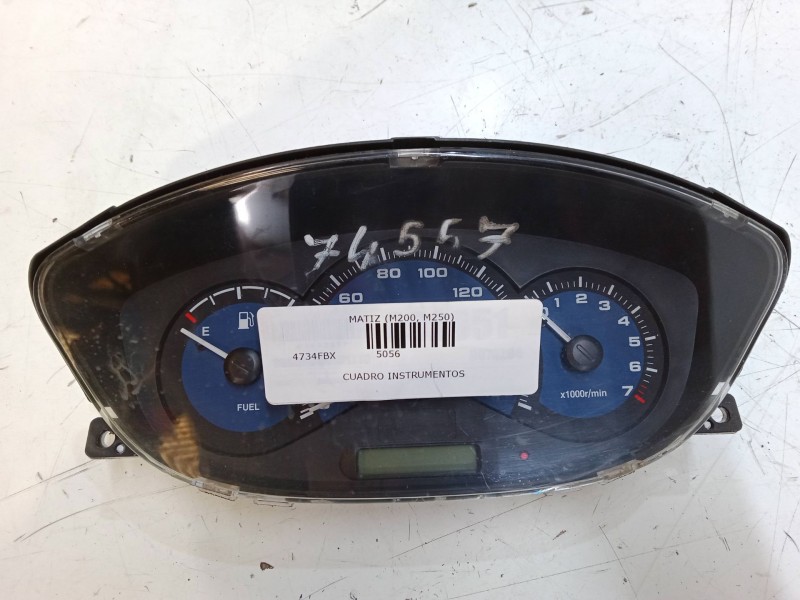 74557
80 100
60 120
E
FUEL
0 1 2 3 4 5 6 7
x1000r/min
MATIZ (M200, M250)
4734FBX 5056
CUADRO INSTRUMENTOS